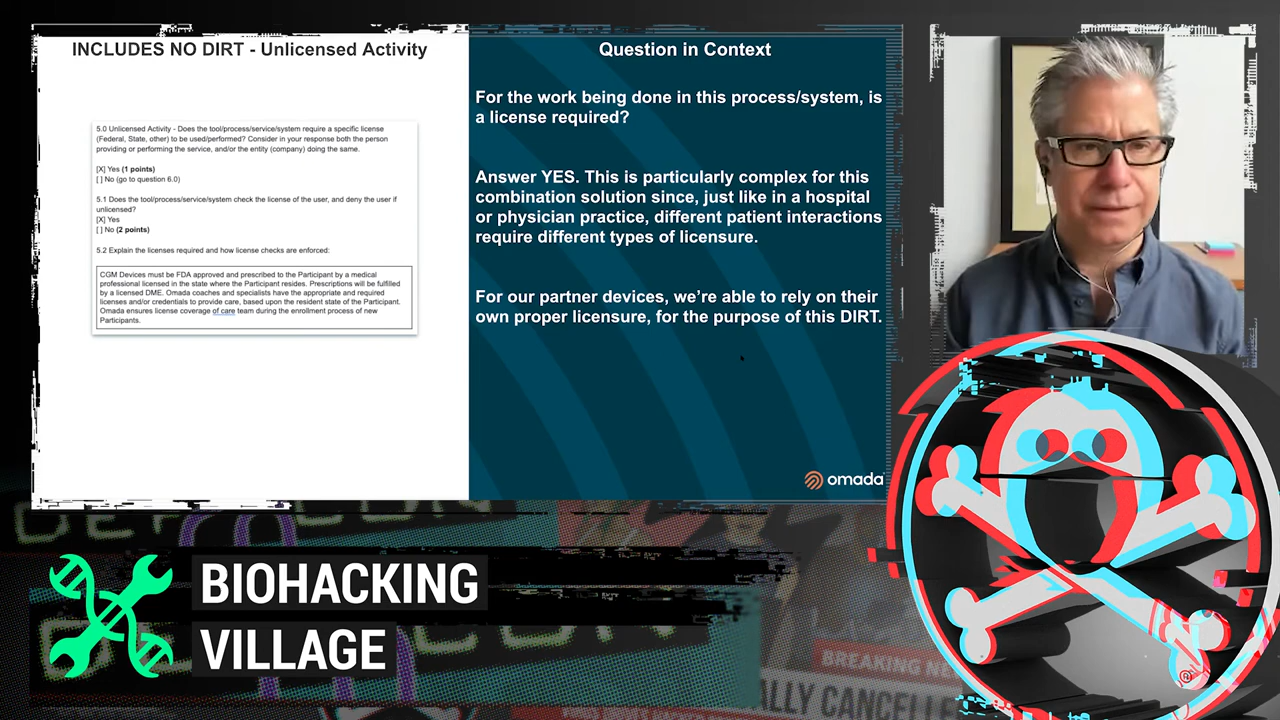 INCLUDES NO DIRT - Unlicensed Activity
5.0 Unlicensed Activity - Does the tool/process/service/system require a specific license
(Federal, State, other) to be used/performed? Consider in your response both the person
providing or performing the service, and/or the entity (company) doing the same.
[X] Yes (1 points)
[ ] No (go to question 6.0)
5.1 Does the tool/process/service/system check the license of the user, and deny the user if
unlicensed?
[X] Yes
[ ] No (2 points)
5.2 Explain the licenses required and how license checks are enforced:
CGM Devices must be FDA approved and prescribed to the Participant by a medical
professional licensed in the state where the Participant resides. Prescriptions will be fulfilled
by a licensed DME. Omada coaches and specialists have the appropriate and required
licenses and/or credentials to provide care, based upon the resident state of the Participant.
Omada ensures license coverage of care team during the enrollment process of new
Participants.
Question in Context
For the work being done in this process/system, is
a license required?
Answer YES. This is particularly complex for this
combination solution since, just like in a hospital
or physician practice, different patient interactions
require different types of licensure.
For our partner devices, we're able to rely on their
own proper licensure, for the purpose of this DIRT.
omada
BIOHACKING
VILLAGE
BREAKING NE
ALLY CANCELLE
®